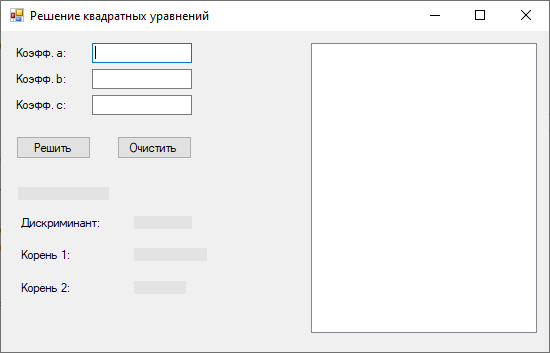 Решение квадратных уравнений
Коэфф. a:
Коэфф. b:
Коэфф. c:
Решить Очистить
Дискриминант:
Корень 1:
Корень 2: